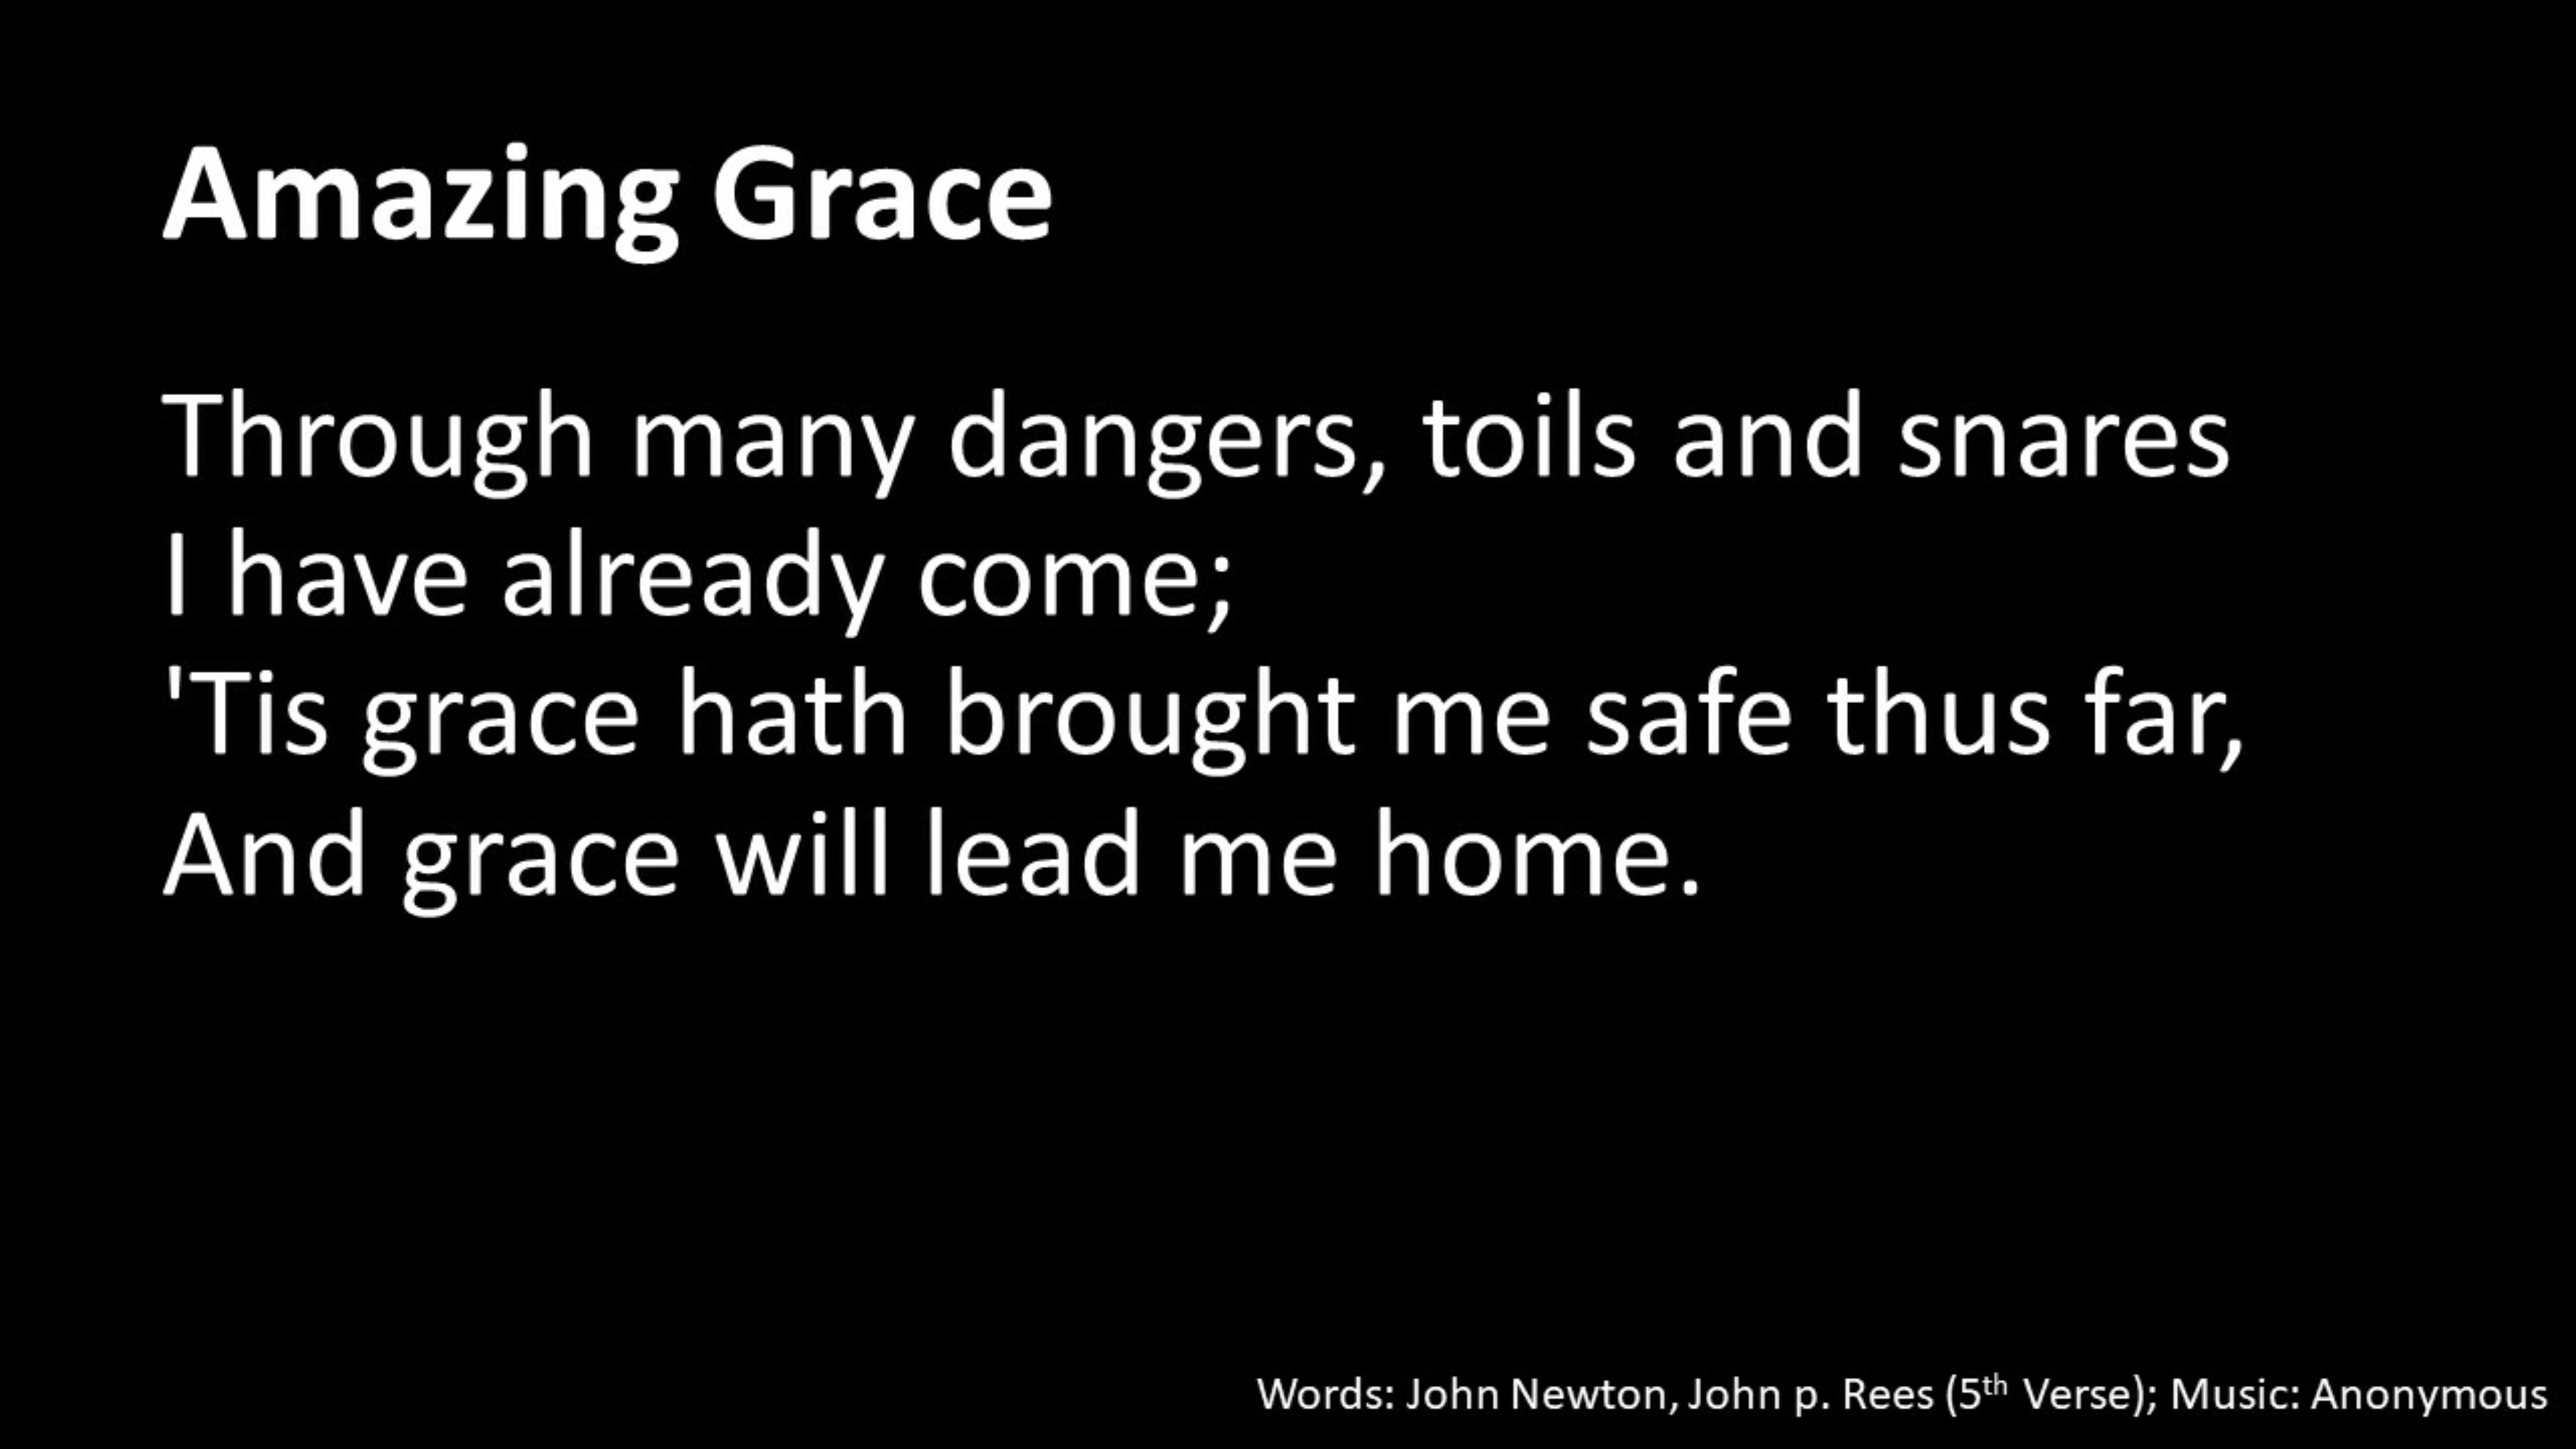 Amazing Grace
Through many dangers, toils and snares
I have already come;
'Tis grace hath brought me safe thus far,
And grace will lead me home.
Words: John Newton, John p. Rees (5th Verse); Music: Anonymous